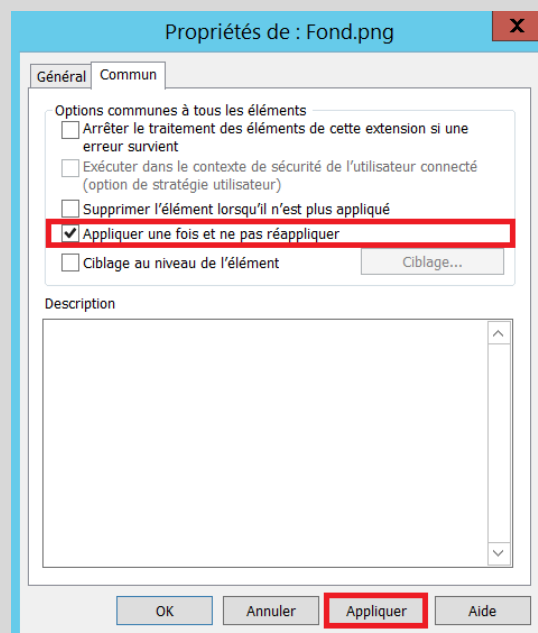 Propriétés de : Fond.png
X
Général
Commun
Options communes à tous les éléments
Arrêter le traitement des éléments de cette extension si une
erreur survient
Exécuter dans le contexte de sécurité de l'utilisateur connecté
(option de stratégie utilisateur)
Supprimer l'élément lorsqu'il n'est plus appliqué
Appliquer une fois et ne pas réappliquer
Ciblage au niveau de l'élément
Ciblage...
Description
OK
Annuler
Appliquer
Aide